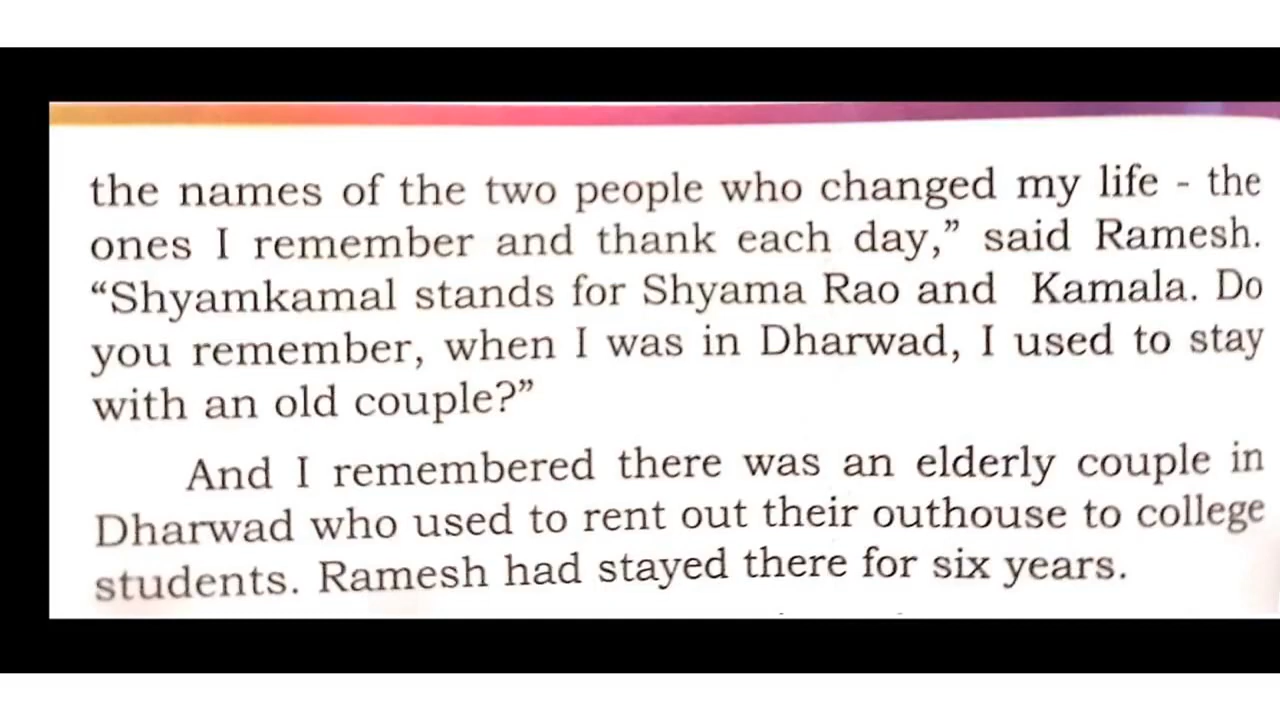 the names of the two people who changed my life - the
ones I remember and thank each day,” said Ramesh.
“Shyamkamal stands for Shyama Rao and Kamala. Do
you remember, when I was in Dharwad, I used to stay
with an old couple?”
And I remembered there was an elderly couple in
Dharwad who used to rent out their outhouse to college
students. Ramesh had stayed there for six years.